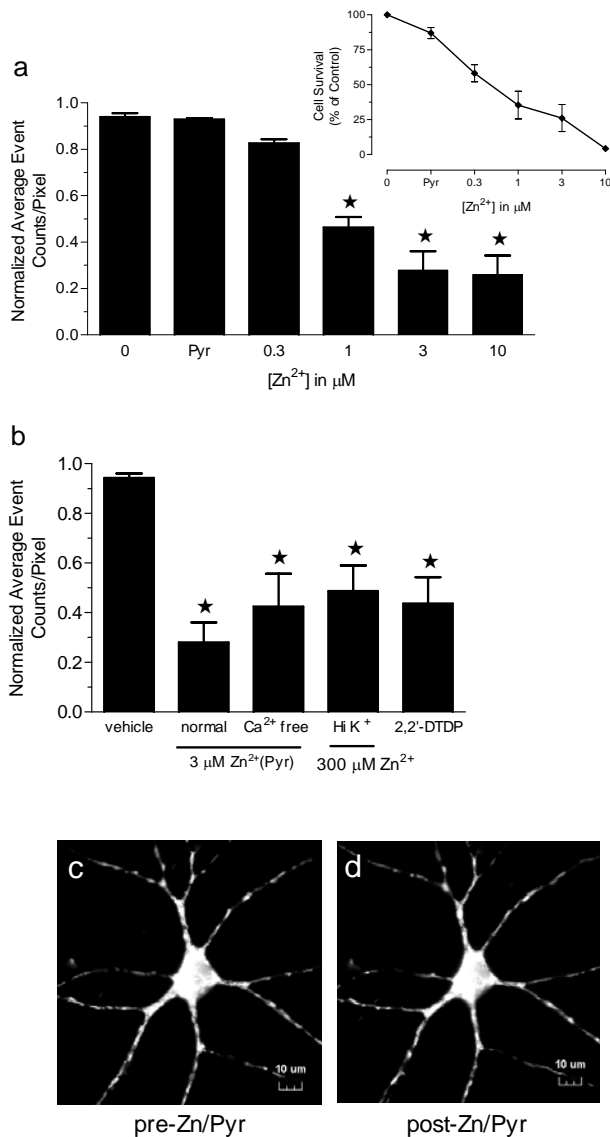 a
Normalized Average Event
Counts/Pixel
1.0
0.8
0.6
0.4
0.2
0.0
0 Pyr 0.3 1 3 10
[Zn²⁺] in μM
Cell Survival
(% of Control)
100
75
50
25
0
0 Pyr 0.3 1 3 10
[Zn²⁺] in μM
b
Normalized Average Event
Counts/Pixel
1.0
0.8
0.6
0.4
0.2
0.0
vehicle normal Ca²⁺ free Hi K⁺ 2,2'-DTDP
3 μM Zn²⁺(Pyr) 300 μM Zn²⁺
c
10 um
pre-Zn/Pyr
d
10 um
post-Zn/Pyr